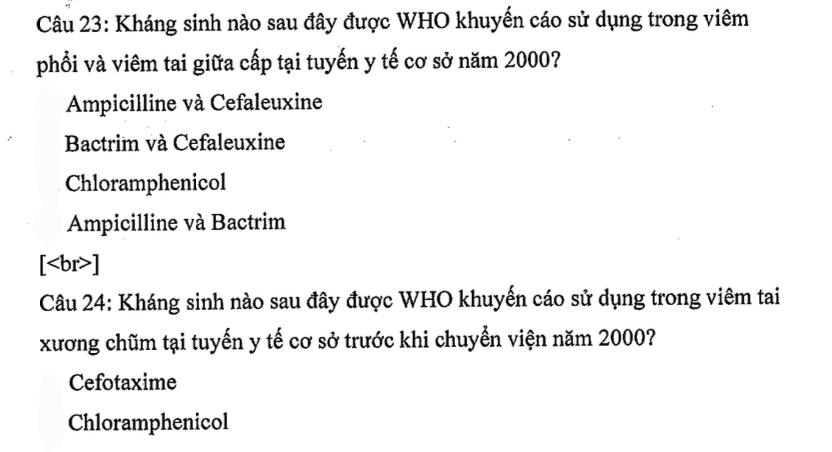 Câu 23: Kháng sinh nào sau đây được WHO khuyến cáo sử dụng trong viêm
phổi và viêm tai giữa cấp tại tuyến y tế cơ sở năm 2000?
Ampicilline và Cefaleuxine
Bactrim và Cefaleuxine
Chloramphenicol
Ampicilline và Bactrim
[<br>]
Câu 24: Kháng sinh nào sau đây được WHO khuyến cáo sử dụng trong viêm tai
xương chũm tại tuyến y tế cơ sở trước khi chuyển viện năm 2000?
Cefotaxime
Chloramphenicol